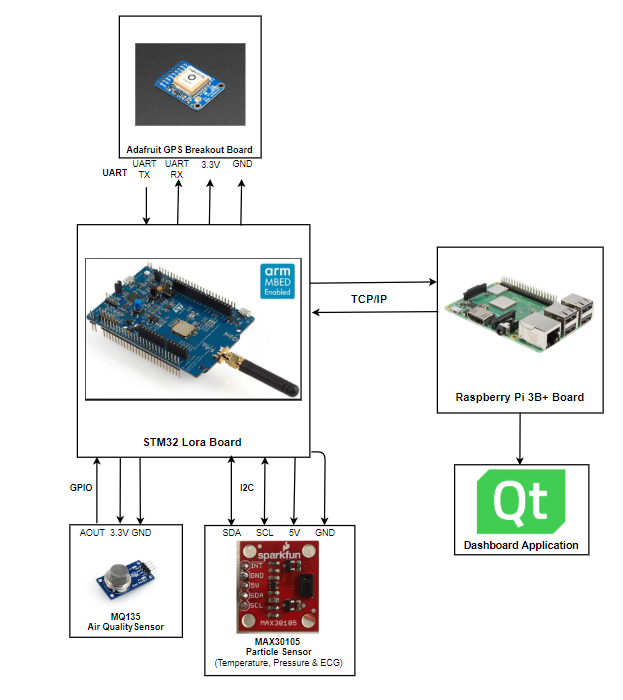 Adafruit GPS Breakout Board
UART
UART TX
UART RX
3.3V
GND
arm
MBED
Enabled
STM32 Lora Board
TCP/IP
Raspberry Pi 3B+ Board
Qt
Dashboard Application
GPIO
AOUT 3.3V GND
MQ135
Air Quality Sensor
I2C
SDA SCL 5V GND
sparkfun
INT
GND
5V
SDA
SCL
MAX30105
MAX30105
Particle Sensor
(Temperature, Pressure & ECG)